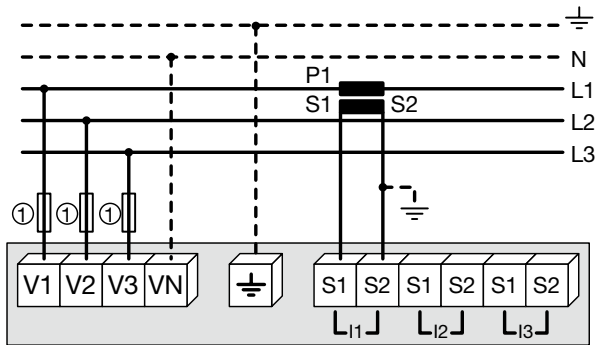 N
P1
L1
S1 S2
L2
L3
① ① ①
V1 V2 V3 VN S1 S2 S1 S2 S1 S2
I1 I2 I3